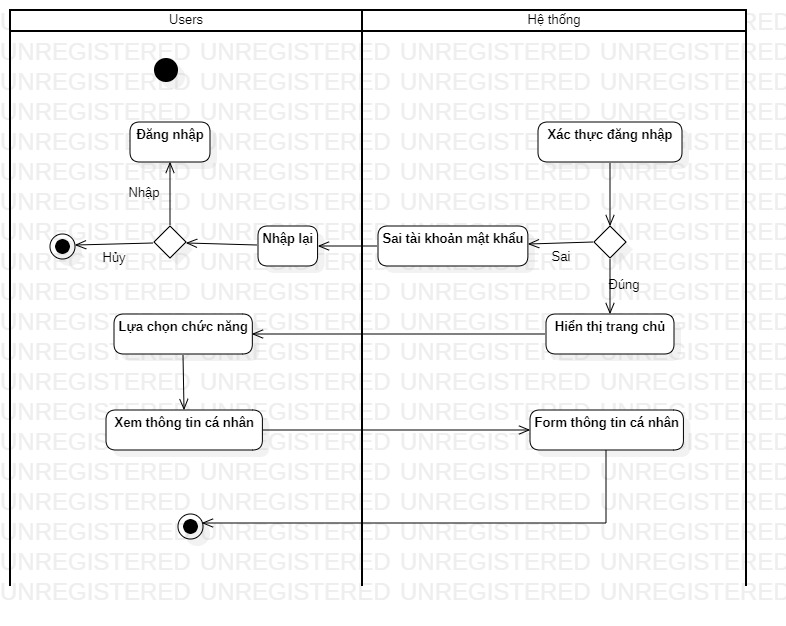 Users
Hệ thống
Đăng nhập
Xác thực đăng nhập
Nhập
Nhập lại
Sai tài khoản mật khẩu
Hủy
Sai
Đúng
Lựa chọn chức năng
Hiển thị trang chủ
Xem thông tin cá nhân
Form thông tin cá nhân
UNREGISTERED